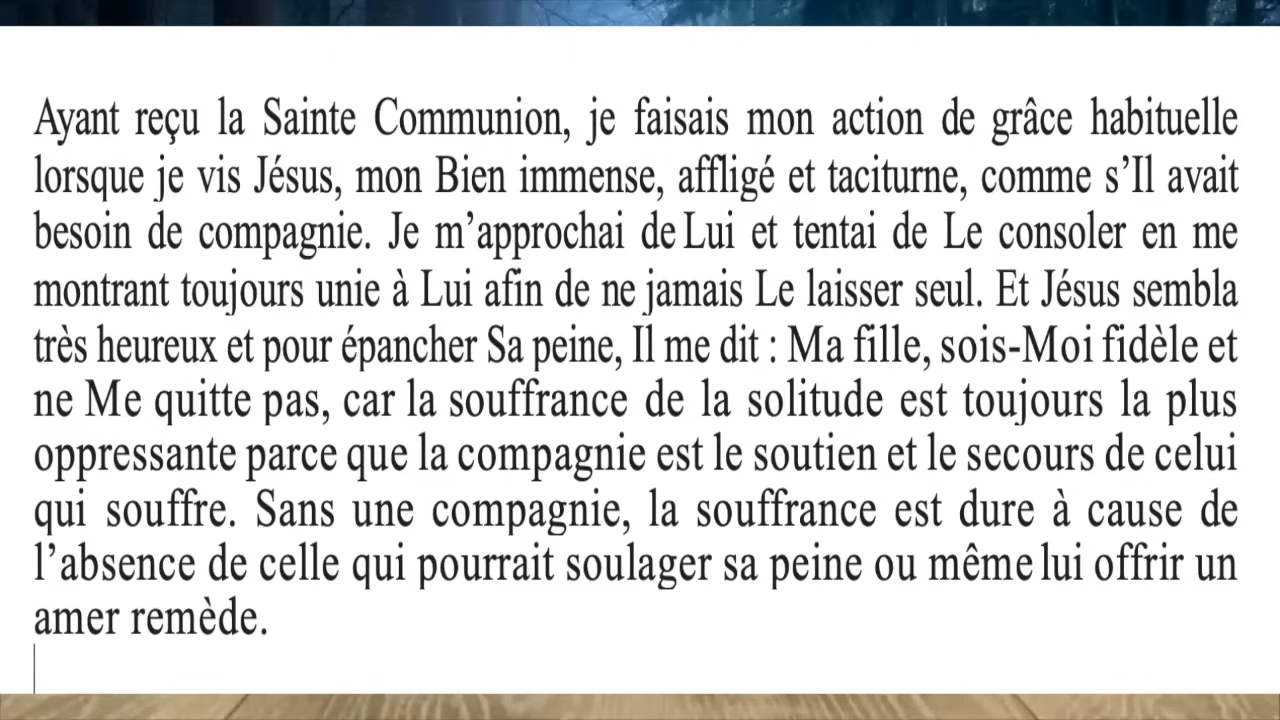 Ayant reçu la Sainte Communion, je faisais mon action de grâce habituelle
lorsque je vis Jésus, mon Bien immense, affligé et taciturne, comme s’Il avait
besoin de compagnie. Je m’approchai de Lui et tentai de Le consoler en me
montrant toujours unie à Lui afin de ne jamais Le laisser seul. Et Jésus sembla
très heureux et pour épancher Sa peine, Il me dit : Ma fille, sois-Moi fidèle et
ne Me quitte pas, car la souffrance de la solitude est toujours la plus
oppressante parce que la compagnie est le soutien et le secours de celui
qui souffre. Sans une compagnie, la souffrance est dure à cause de
l’absence de celle qui pourrait soulager sa peine ou même lui offrir un
amer remède.